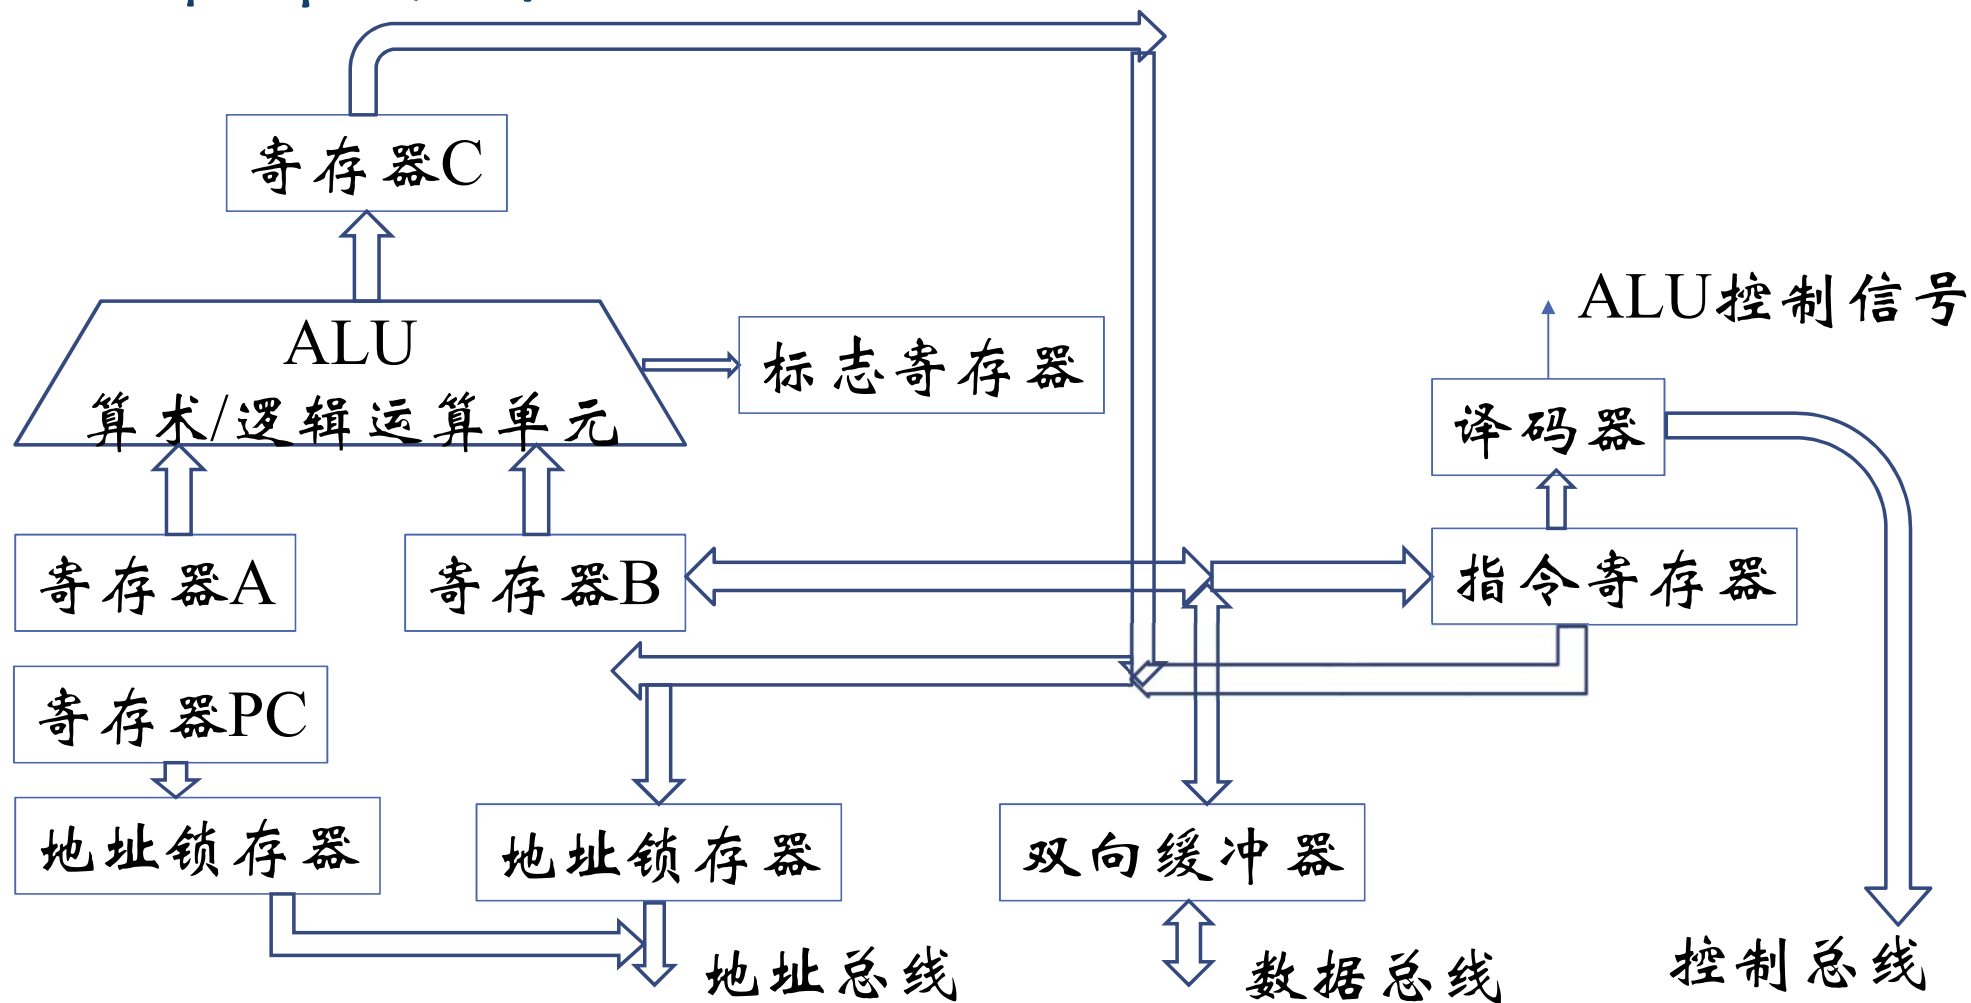 寄存器C
ALU控制信号
ALU
算术/逻辑运算单元
标志寄存器
译码器
寄存器A
寄存器B
指令寄存器
寄存器PC
地址锁存器
地址锁存器
双向缓冲器
地址总线
数据总线
控制总线